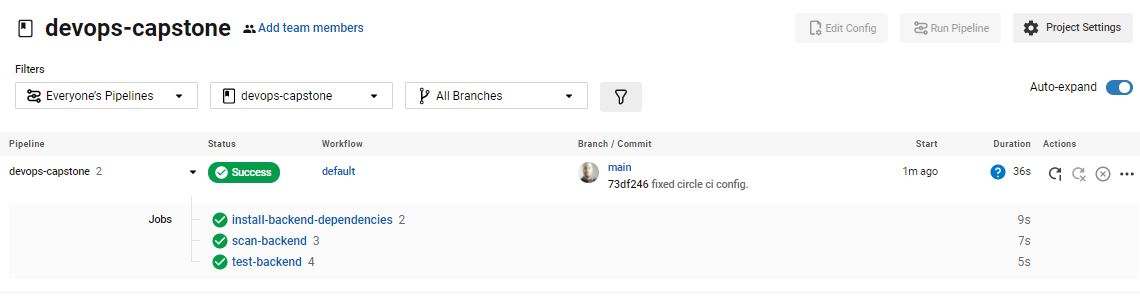 devops-capstone Add team members Edit Config Run Pipeline Project Settings
Filters
Everyone's Pipelines devops-capstone All Branches Auto-expand
Pipeline Status Workflow Branch / Commit Start Duration Actions
devops-capstone 2 Success default main 1m ago ? 36s
73df246 fixed circle ci config.
Jobs install-backend-dependencies 2 9s
scan-backend 3 7s
test-backend 4 5s